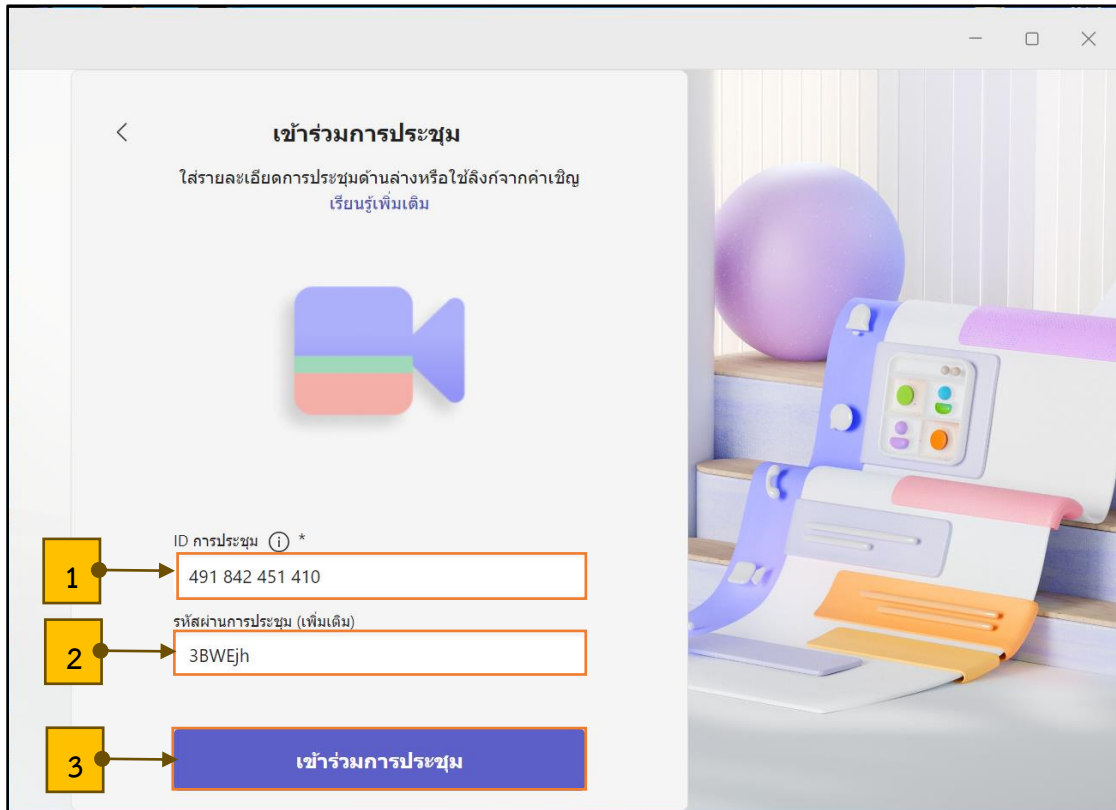 เข้าร่วมการประชุม
ใส่รายละเอียดการประชุมด้านล่างหรือใช้ลิงก์จากคำเชิญ
เรียนรู้เพิ่มเติม
ID การประชุม *
1
491 842 451 410
รหัสผ่านการประชุม (เพิ่มเติม)
2
3BWEjh
3
เข้าร่วมการประชุม